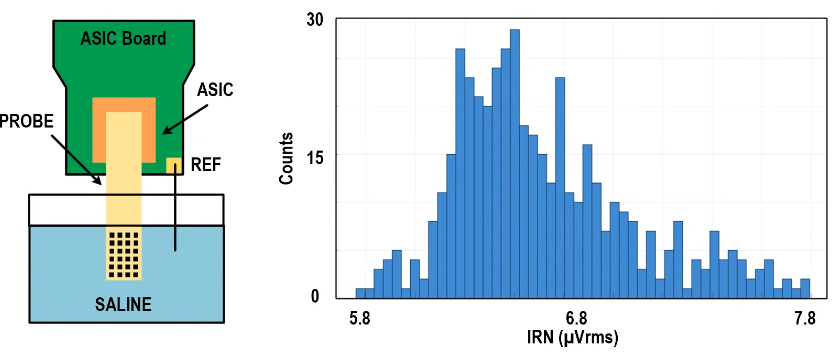 ASIC Board
ASIC
PROBE
REF
SALINE
30
15
0
Counts
5.8
6.8
7.8
IRN (µVrms)